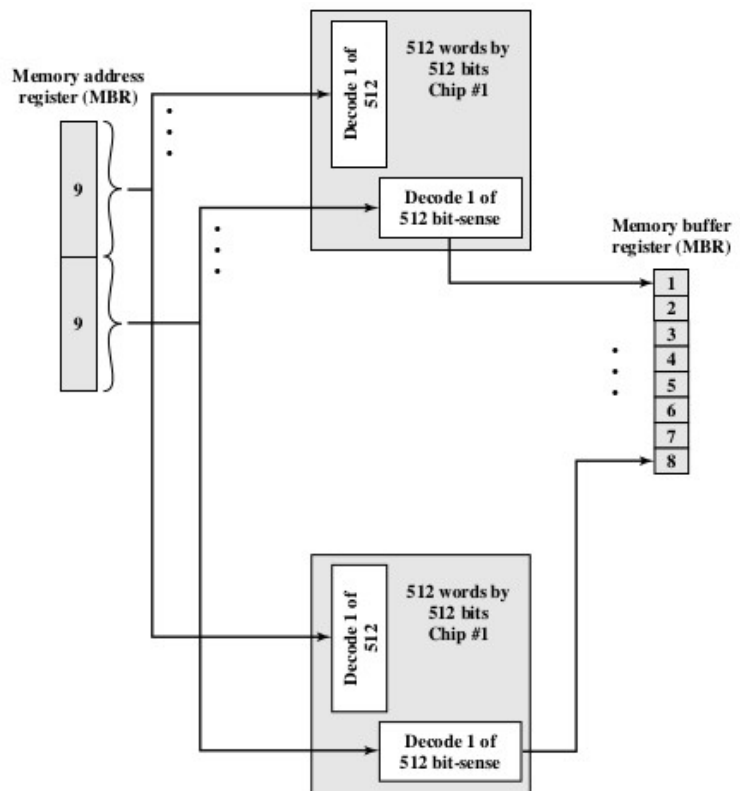 Memory address
register (MBR)
9
9
Decode 1 of
512
512 words by
512 bits
Chip #1
Decode 1 of
512 bit-sense
Memory buffer
register (MBR)
1
2
3
4
5
6
7
8
Decode 1 of
512
512 words by
512 bits
Chip #1
Decode 1 of
512 bit-sense